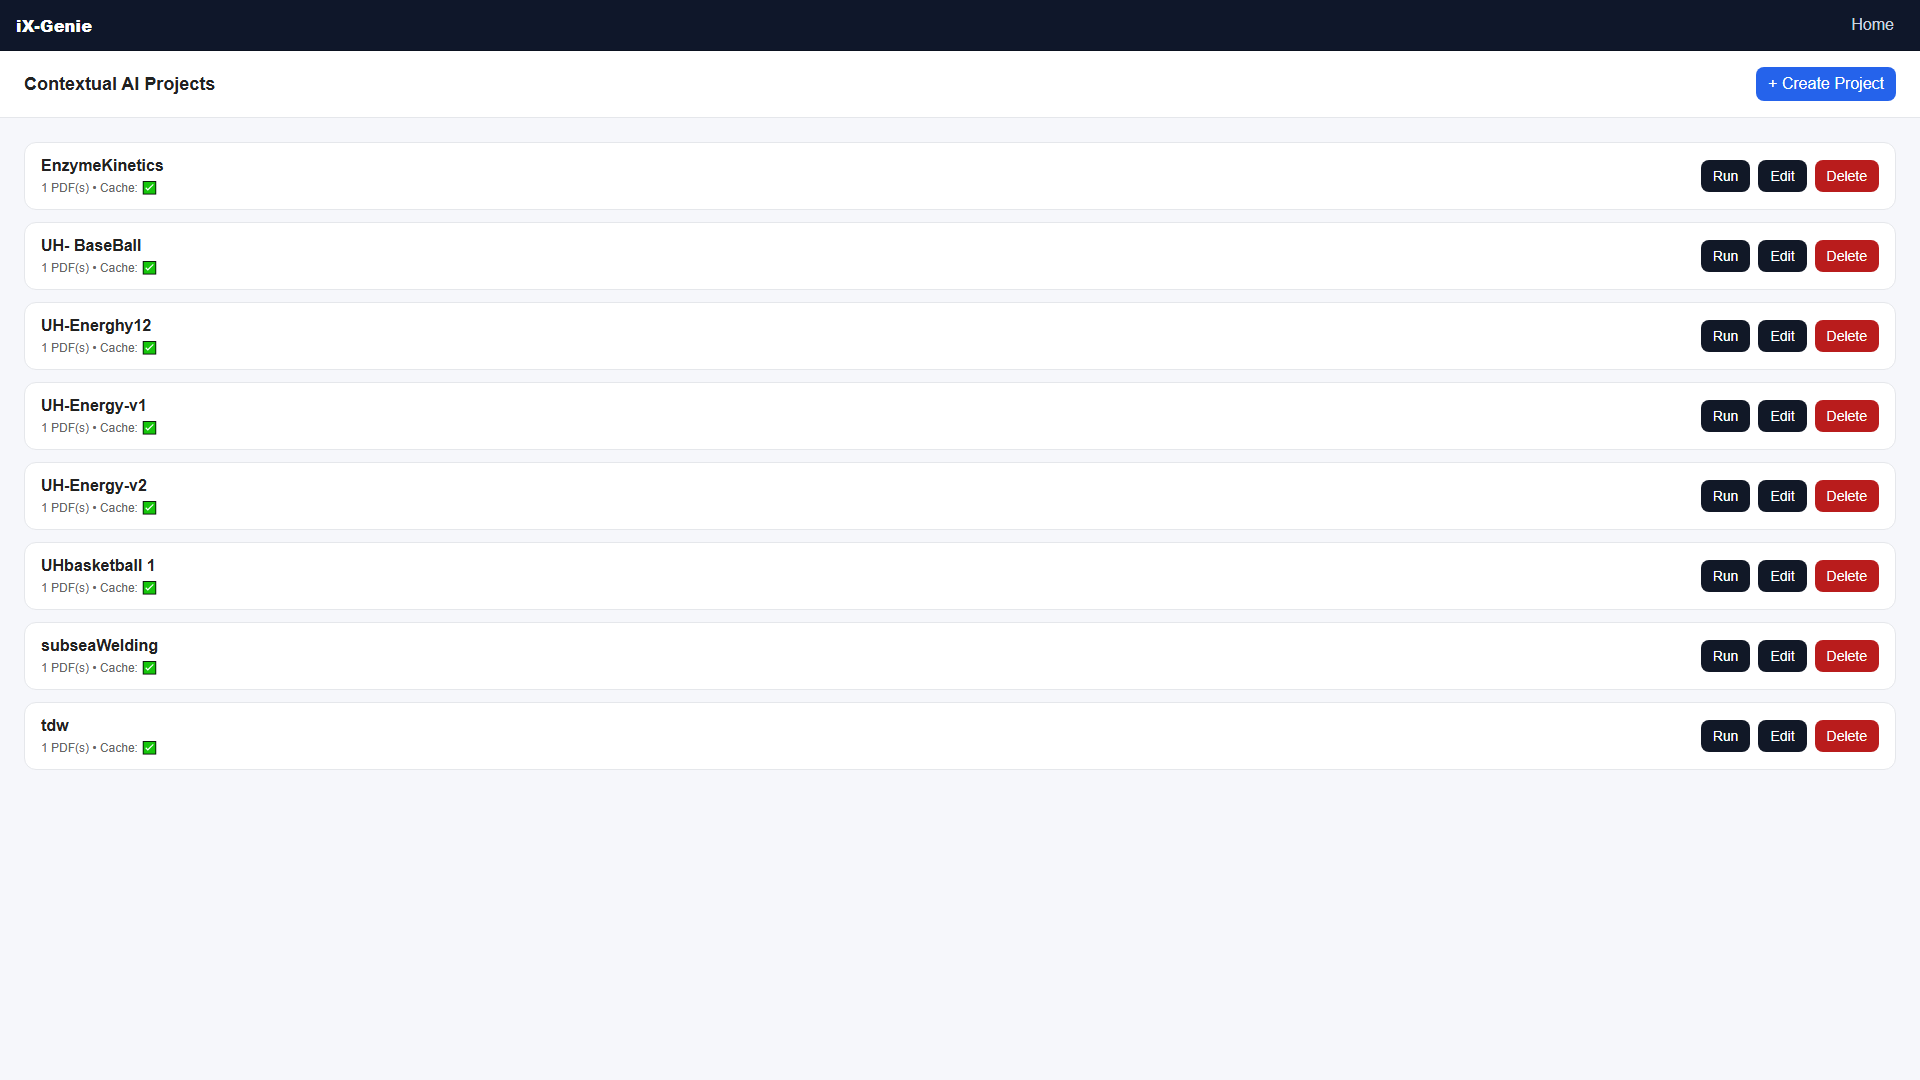 iX-Genie
Home
Contextual AI Projects
+ Create Project
EnzymeKinetics
1 PDF(s) • Cache: ✅
Run Edit Delete
UH- BaseBall
1 PDF(s) • Cache: ✅
Run Edit Delete
UH-Energhy12
1 PDF(s) • Cache: ✅
Run Edit Delete
UH-Energy-v1
1 PDF(s) • Cache: ✅
Run Edit Delete
UH-Energy-v2
1 PDF(s) • Cache: ✅
Run Edit Delete
UHbasketball 1
1 PDF(s) • Cache: ✅
Run Edit Delete
subseaWelding
1 PDF(s) • Cache: ✅
Run Edit Delete
tdw
1 PDF(s) • Cache: ✅
Run Edit Delete